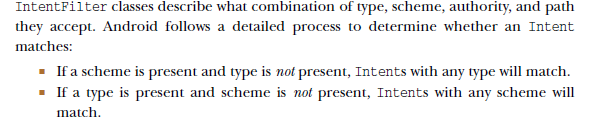 IntentFilter classes describe what combination of type, scheme, authority, and path
they accept. Android follows a detailed process to determine whether an Intent
matches:
▪ If a scheme is present and type is not present, Intents with any type will match.
▪ If a type is present and scheme is not present, Intents with any scheme will
match.